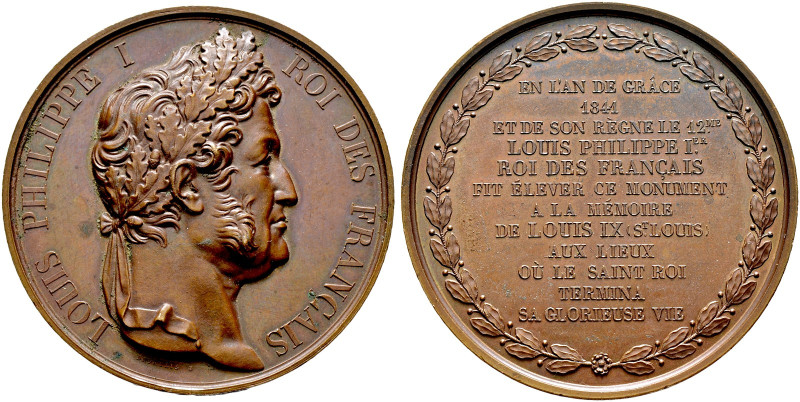 LOUIS PHILIPPE I ROI DES FRANÇAIS
EN L'AN DE GRÂCE
1841
ET DE SON RÈGNE LE 12ME
LOUIS PHILIPPE IER
ROI DES FRANÇAIS
FIT ÉLEVER CE MONUMENT
A LA MÉMOIRE
DE LOUIS IX (ST LOUIS)
AUX LIEUX
OÙ LE SAINT ROI
TERMINA
SA GLORIEUSE VIE